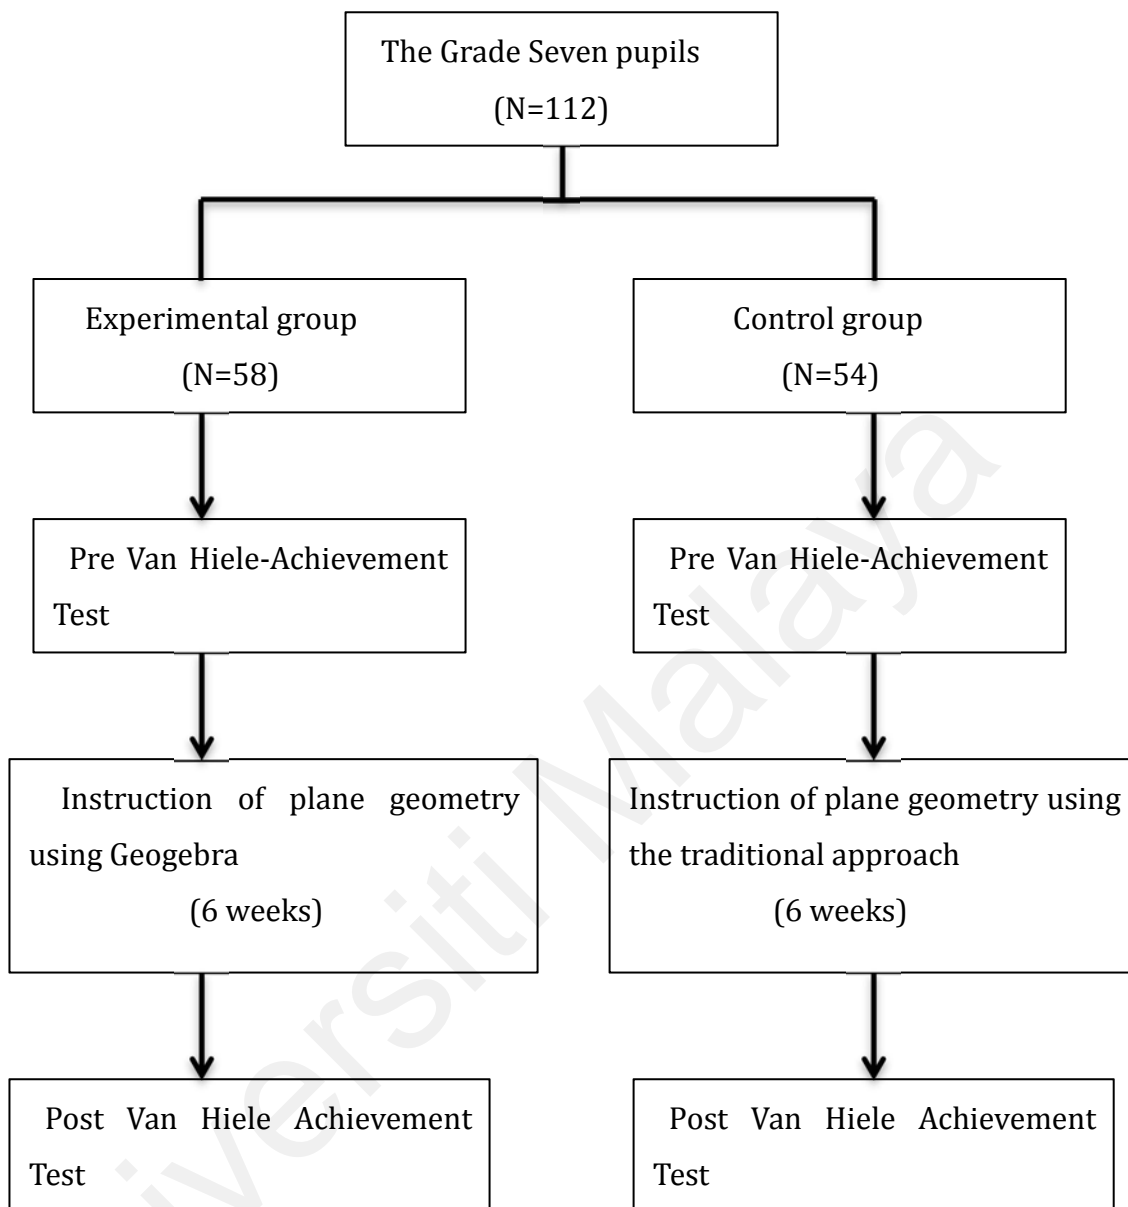 The Grade Seven pupils
(N=112)
Experimental group
(N=58)
Control group
(N=54)
Pre Van Hiele-Achievement
Test
Pre Van Hiele-Achievement
Test
Instruction of plane geometry
using Geogebra
(6 weeks)
Instruction of plane geometry using
the traditional approach
(6 weeks)
Post Van Hiele Achievement
Test
Post Van Hiele Achievement
Test
versiti Malaya